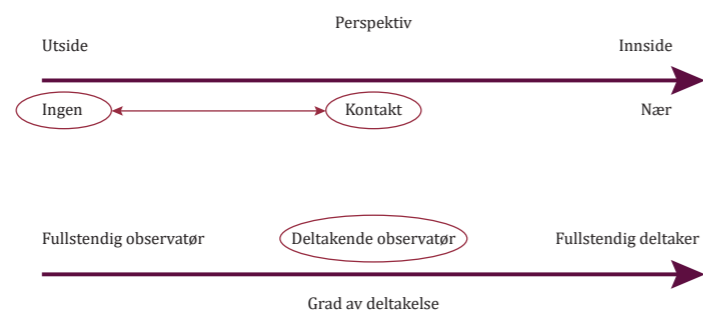 Perspektiv
Utside Innside
Ingen Kontakt Nær
Fullstendig observatør Deltakende observatør Fullstendig deltaker
Grad av deltakelse